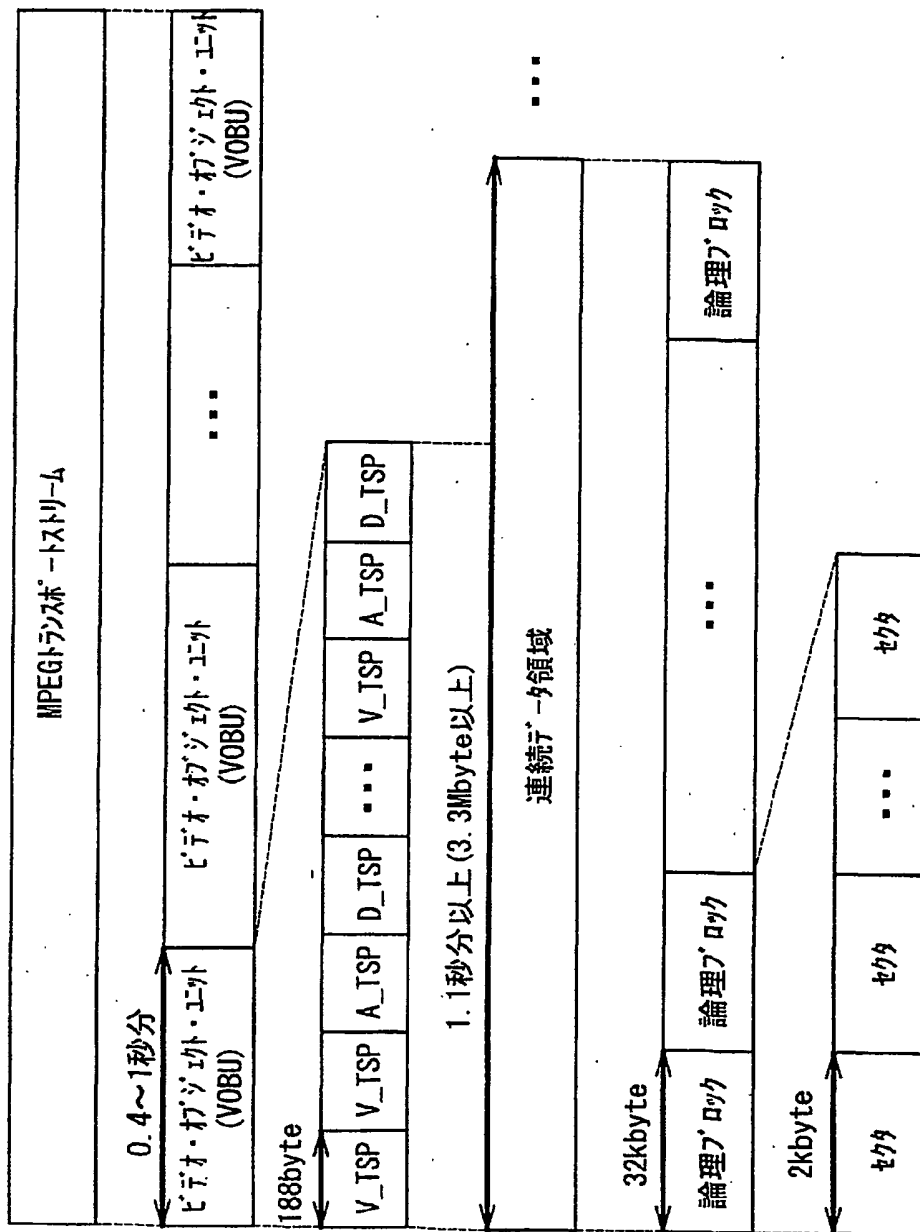 MPEGトランスポートストリーム
0.4〜1秒分
ビデオ・オブジェクト・ユニット
(VOBU)
ビデオ・オブジェクト・ユニット
(VOBU)
...
ビデオ・オブジェクト・ユニット
(VOBU)
188byte
V_TSP
V_TSP
A_TSP
D_TSP
...
V_TSP
A_TSP
D_TSP
1.1秒分以上(3.3Mbyte以上)
連続データ領域
...
32kbyte
論理ブロック
論理ブロック
...
論理ブロック
2kbyte
セクタ
セクタ
...
セクタ